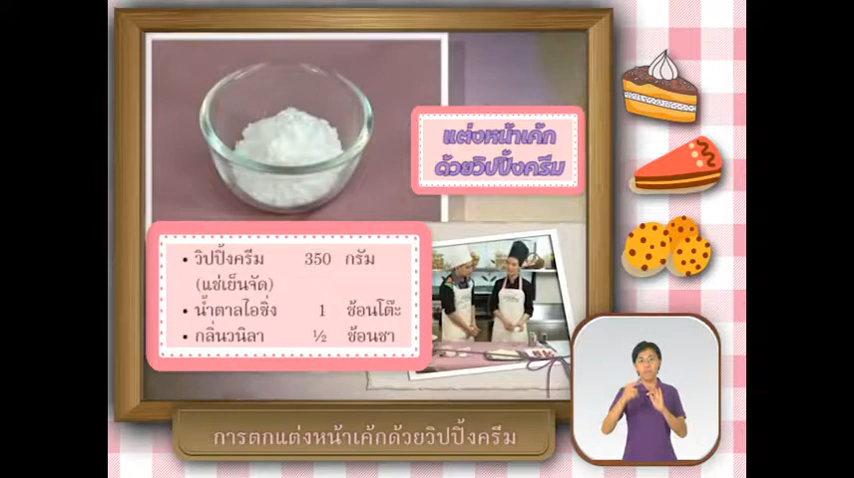 แต่งหน้าเค้ก
ด้วยวิปปิ้งครีม
• วิปปิ้งครีม 350 กรัม
(แช่เย็นจัด)
• น้ำตาลไอซิ่ง 1 ช้อนโต๊ะ
• กลิ่นวนิลา ½ ช้อนชา
การตกแต่งหน้าเค้กด้วยวิปปิ้งครีม